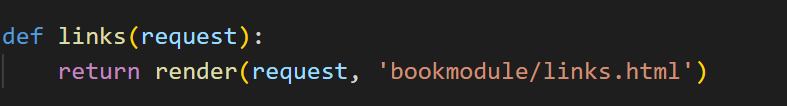 def links(request):
    return render(request, 'bookmodule/links.html')